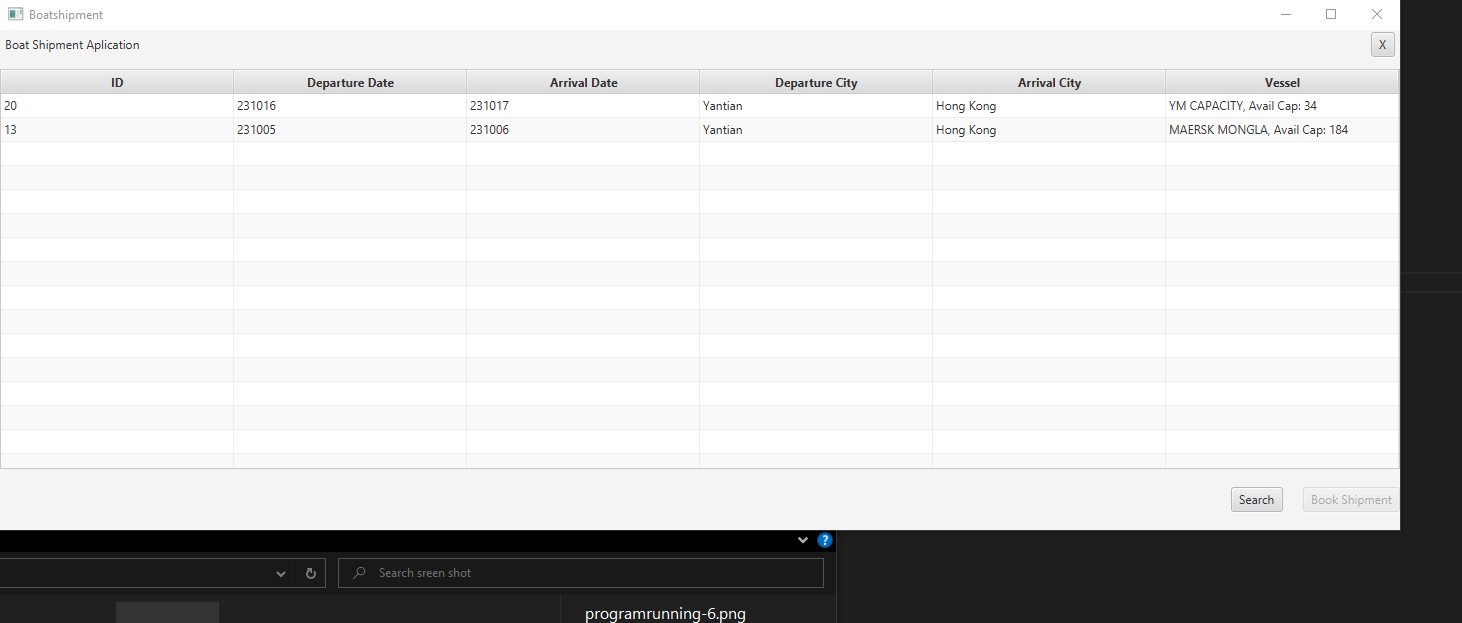 Boatshipment
Boat Shipment Aplication
X
ID Departure Date Arrival Date Departure City Arrival City Vessel
20 231016 231017 Yantian Hong Kong YM CAPACITY, Avail Cap: 34
13 231005 231006 Yantian Hong Kong MAERSK MONGLA, Avail Cap: 184
Search Book Shipment
?
Search sreen shot
programrunning-6.png